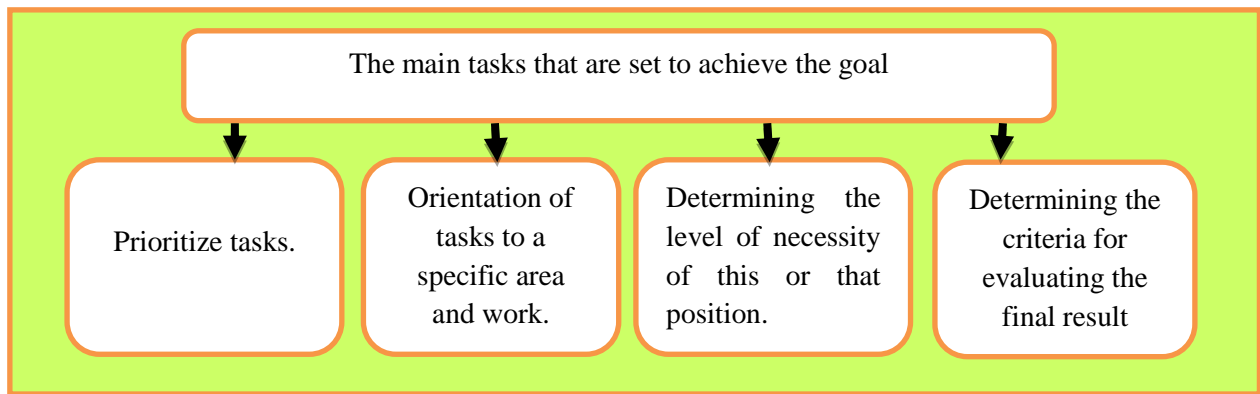 The main tasks that are set to achieve the goal
Prioritize tasks.
Orientation of
tasks to a
specific area
and work.
Determining the
level of necessity
of this or that
position.
Determining the
criteria for
evaluating the
final result